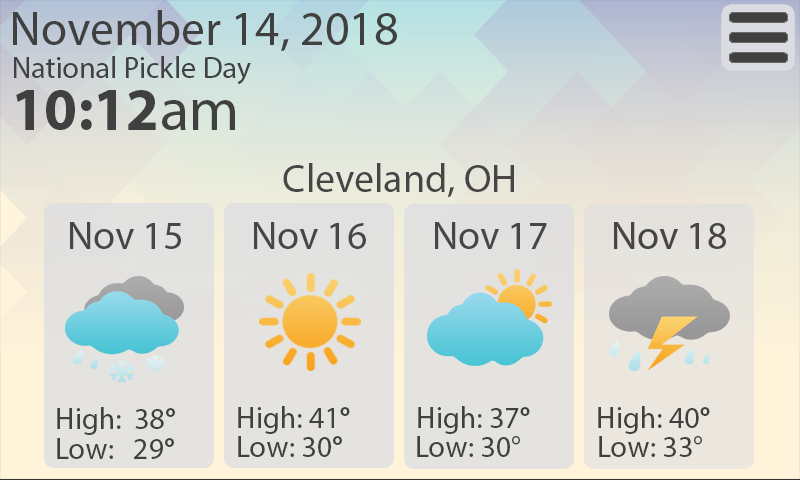 November 14, 2018
National Pickle Day
10:12am
Cleveland, OH
Nov 15
High: 38°
Low: 29°
Nov 16
High: 41°
Low: 30°
Nov 17
High: 37°
Low: 30°
Nov 18
High: 40°
Low: 33°